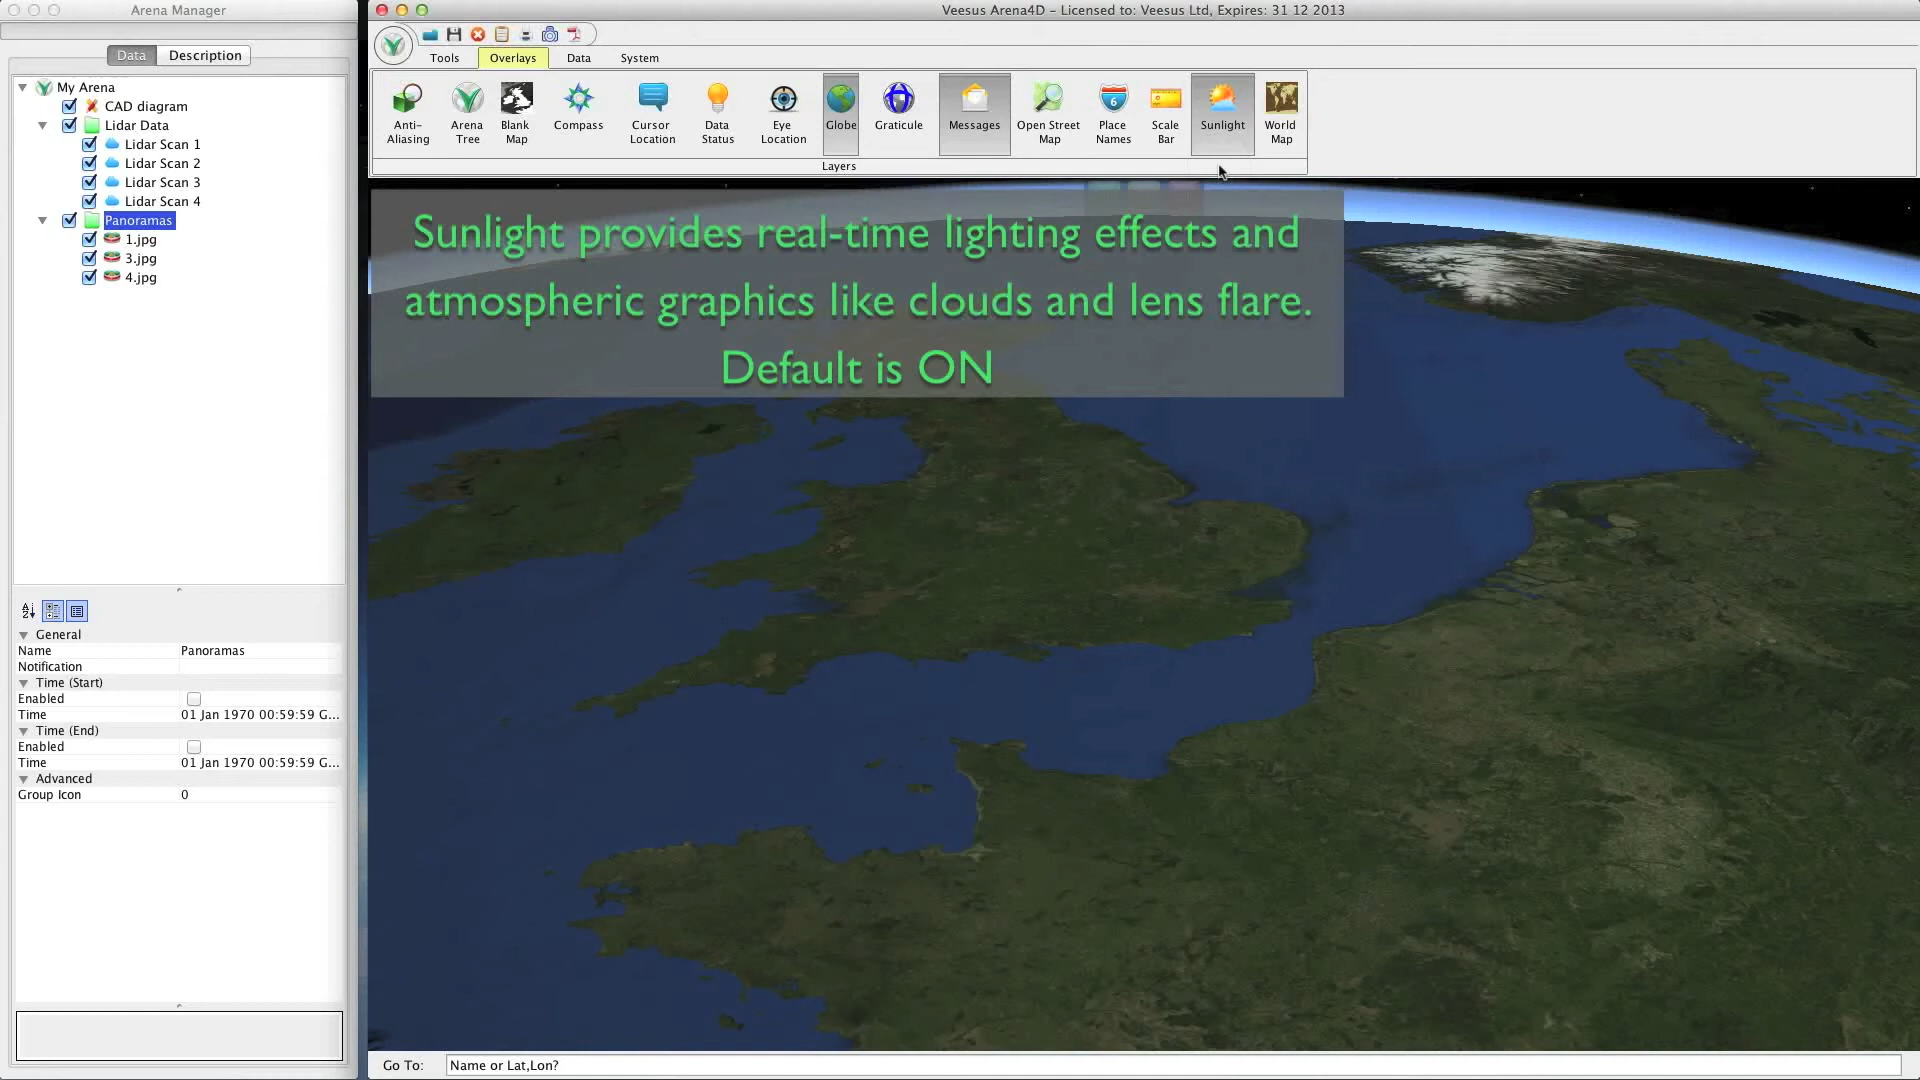 Arena Manager
Veesus Arena4D – Licensed to: Veesus Ltd, Expires: 31 12 2013
Data
Description
Tools
Overlays
Data
System
My Arena
CAD diagram
Lidar Data
Lidar Scan 1
Lidar Scan 2
Lidar Scan 3
Lidar Scan 4
Panoramas
1.jpg
3.jpg
4.jpg
Anti-
Aliasing
Arena
Tree
Blank
Map
Compass
Cursor
Location
Data
Status
Eye
Location
Globe
Graticule
Messages
Open Street
Map
6
Place
Names
Scale
Bar
Sunlight
World
Map
Layers
Sunlight provides real-time lighting effects and
atmospheric graphics like clouds and lens flare.
Default is ON
General
Name Panoramas
Notification
Time (Start)
Enabled
Time 01 Jan 1970 00:59:59 G...
Time (End)
Enabled
Time 01 Jan 1970 00:59:59 G...
Advanced
Group Icon 0
Go To: Name or Lat,Lon?